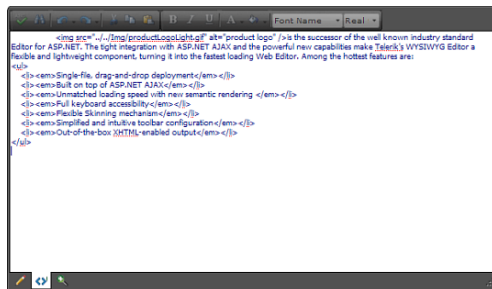 B I U A Font Name Real
<img src="../../Img/productLogoLight.gif" alt="product logo" />is the successor of the well known industry standard
Editor for ASP.NET. The tight integration with ASP.NET AJAX and the powerful new capablities make Telerik's WYSIWYG Editor a
flexible and lightweight component, turning it into the fastest loading Web Editor. Among the hottest features are:
<ul>
<li><em>Single-file, drag-and-drop deployment</em></li>
<li><em>Built on top of ASP.NET AJAX</em></li>
<li><em>Unmatched loading speed with new semantic rendering </em></li>
<li><em>Full keyboard accessibility</em></li>
<li><em>Flexible Skinning mechanism</em></li>
<li><em>Simplified and intuitive toolbar configuration</em></li>
<li><em>Out-of-the-box XHTML-enabled output</em></li>
</ul>